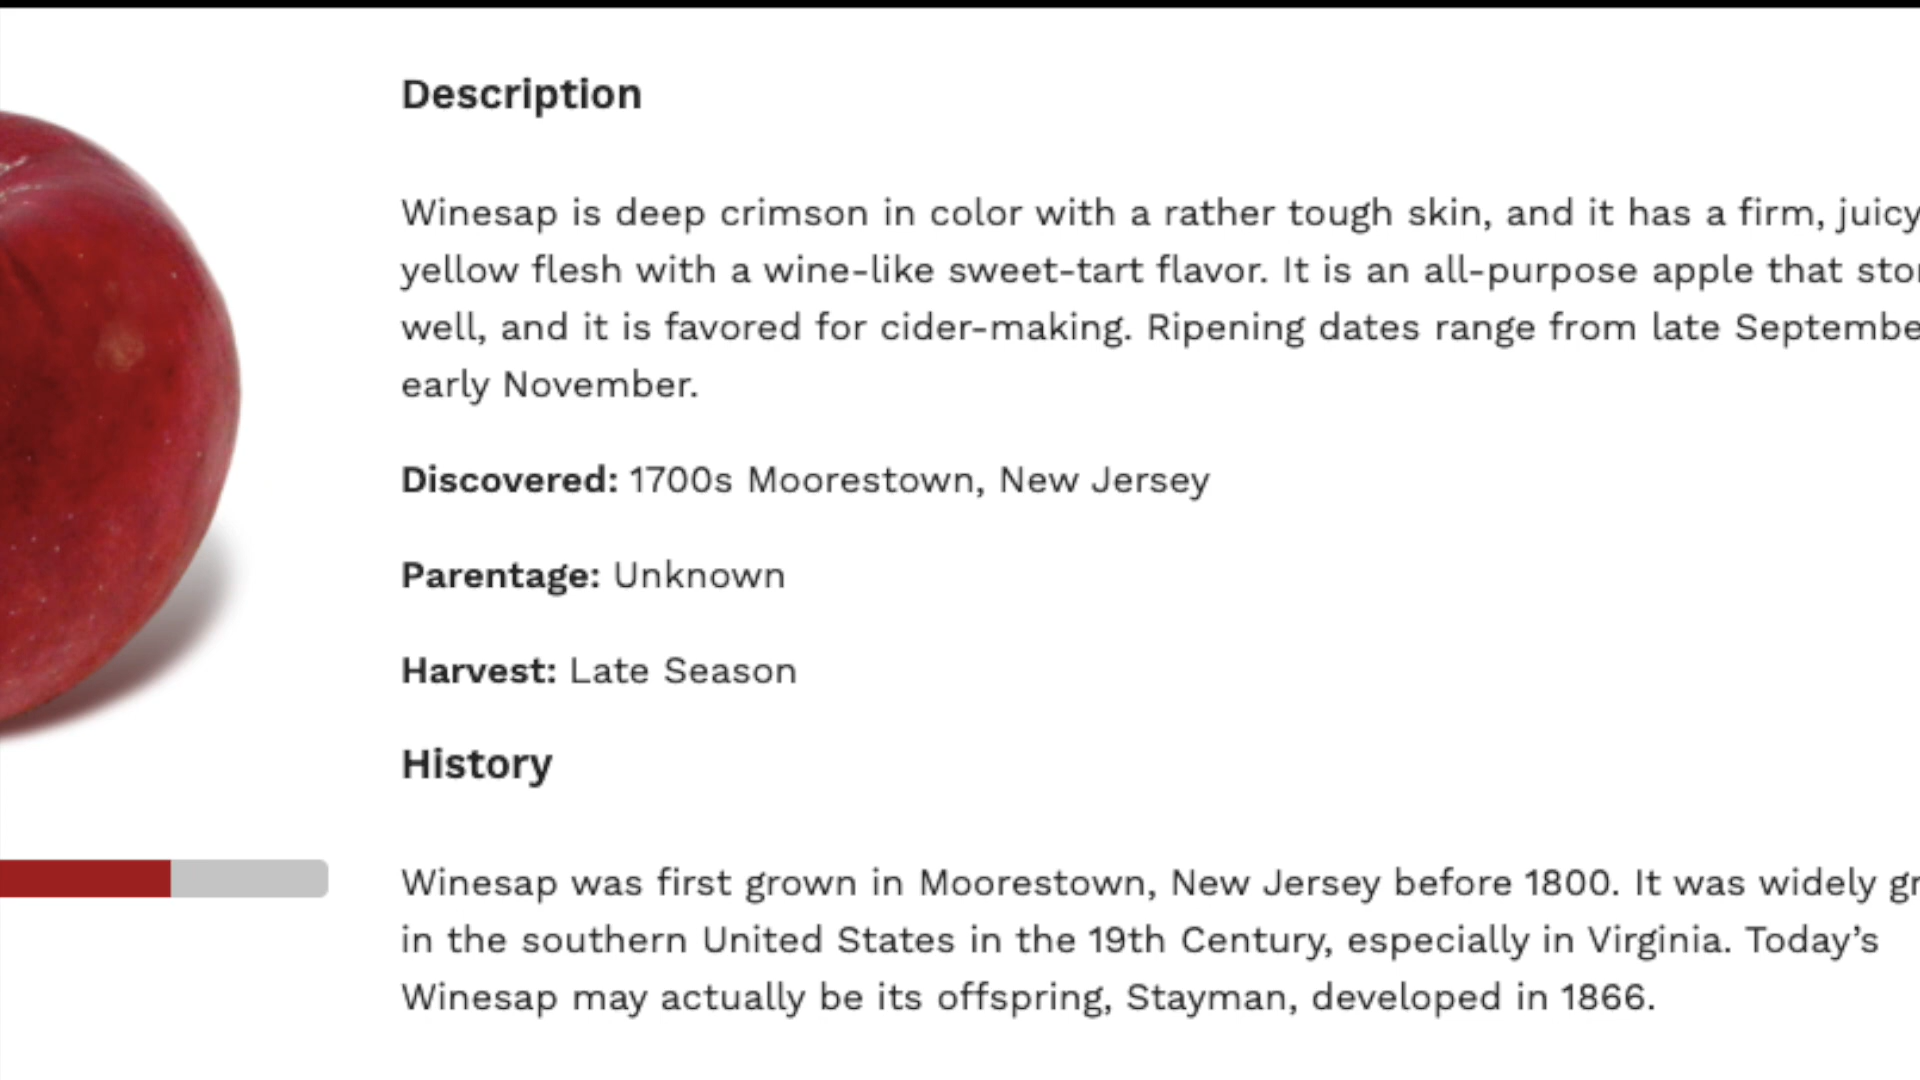 Description
Winesap is deep crimson in color with a rather tough skin, and it has a firm, juicy
yellow flesh with a wine-like sweet-tart flavor. It is an all-purpose apple that
well, and it is favored for cider-making. Ripening dates range from late
early November.
Discovered: 1700s Moorestown, New Jersey
Parentage: Unknown
Harvest: Late Season
History
Winesap was first grown in Moorestown, New Jersey before 1800. It was widely
in the southern United States in the 19th Century, especially in Virginia. Today’s
Winesap may actually be its offspring, Stayman, developed in 1866.